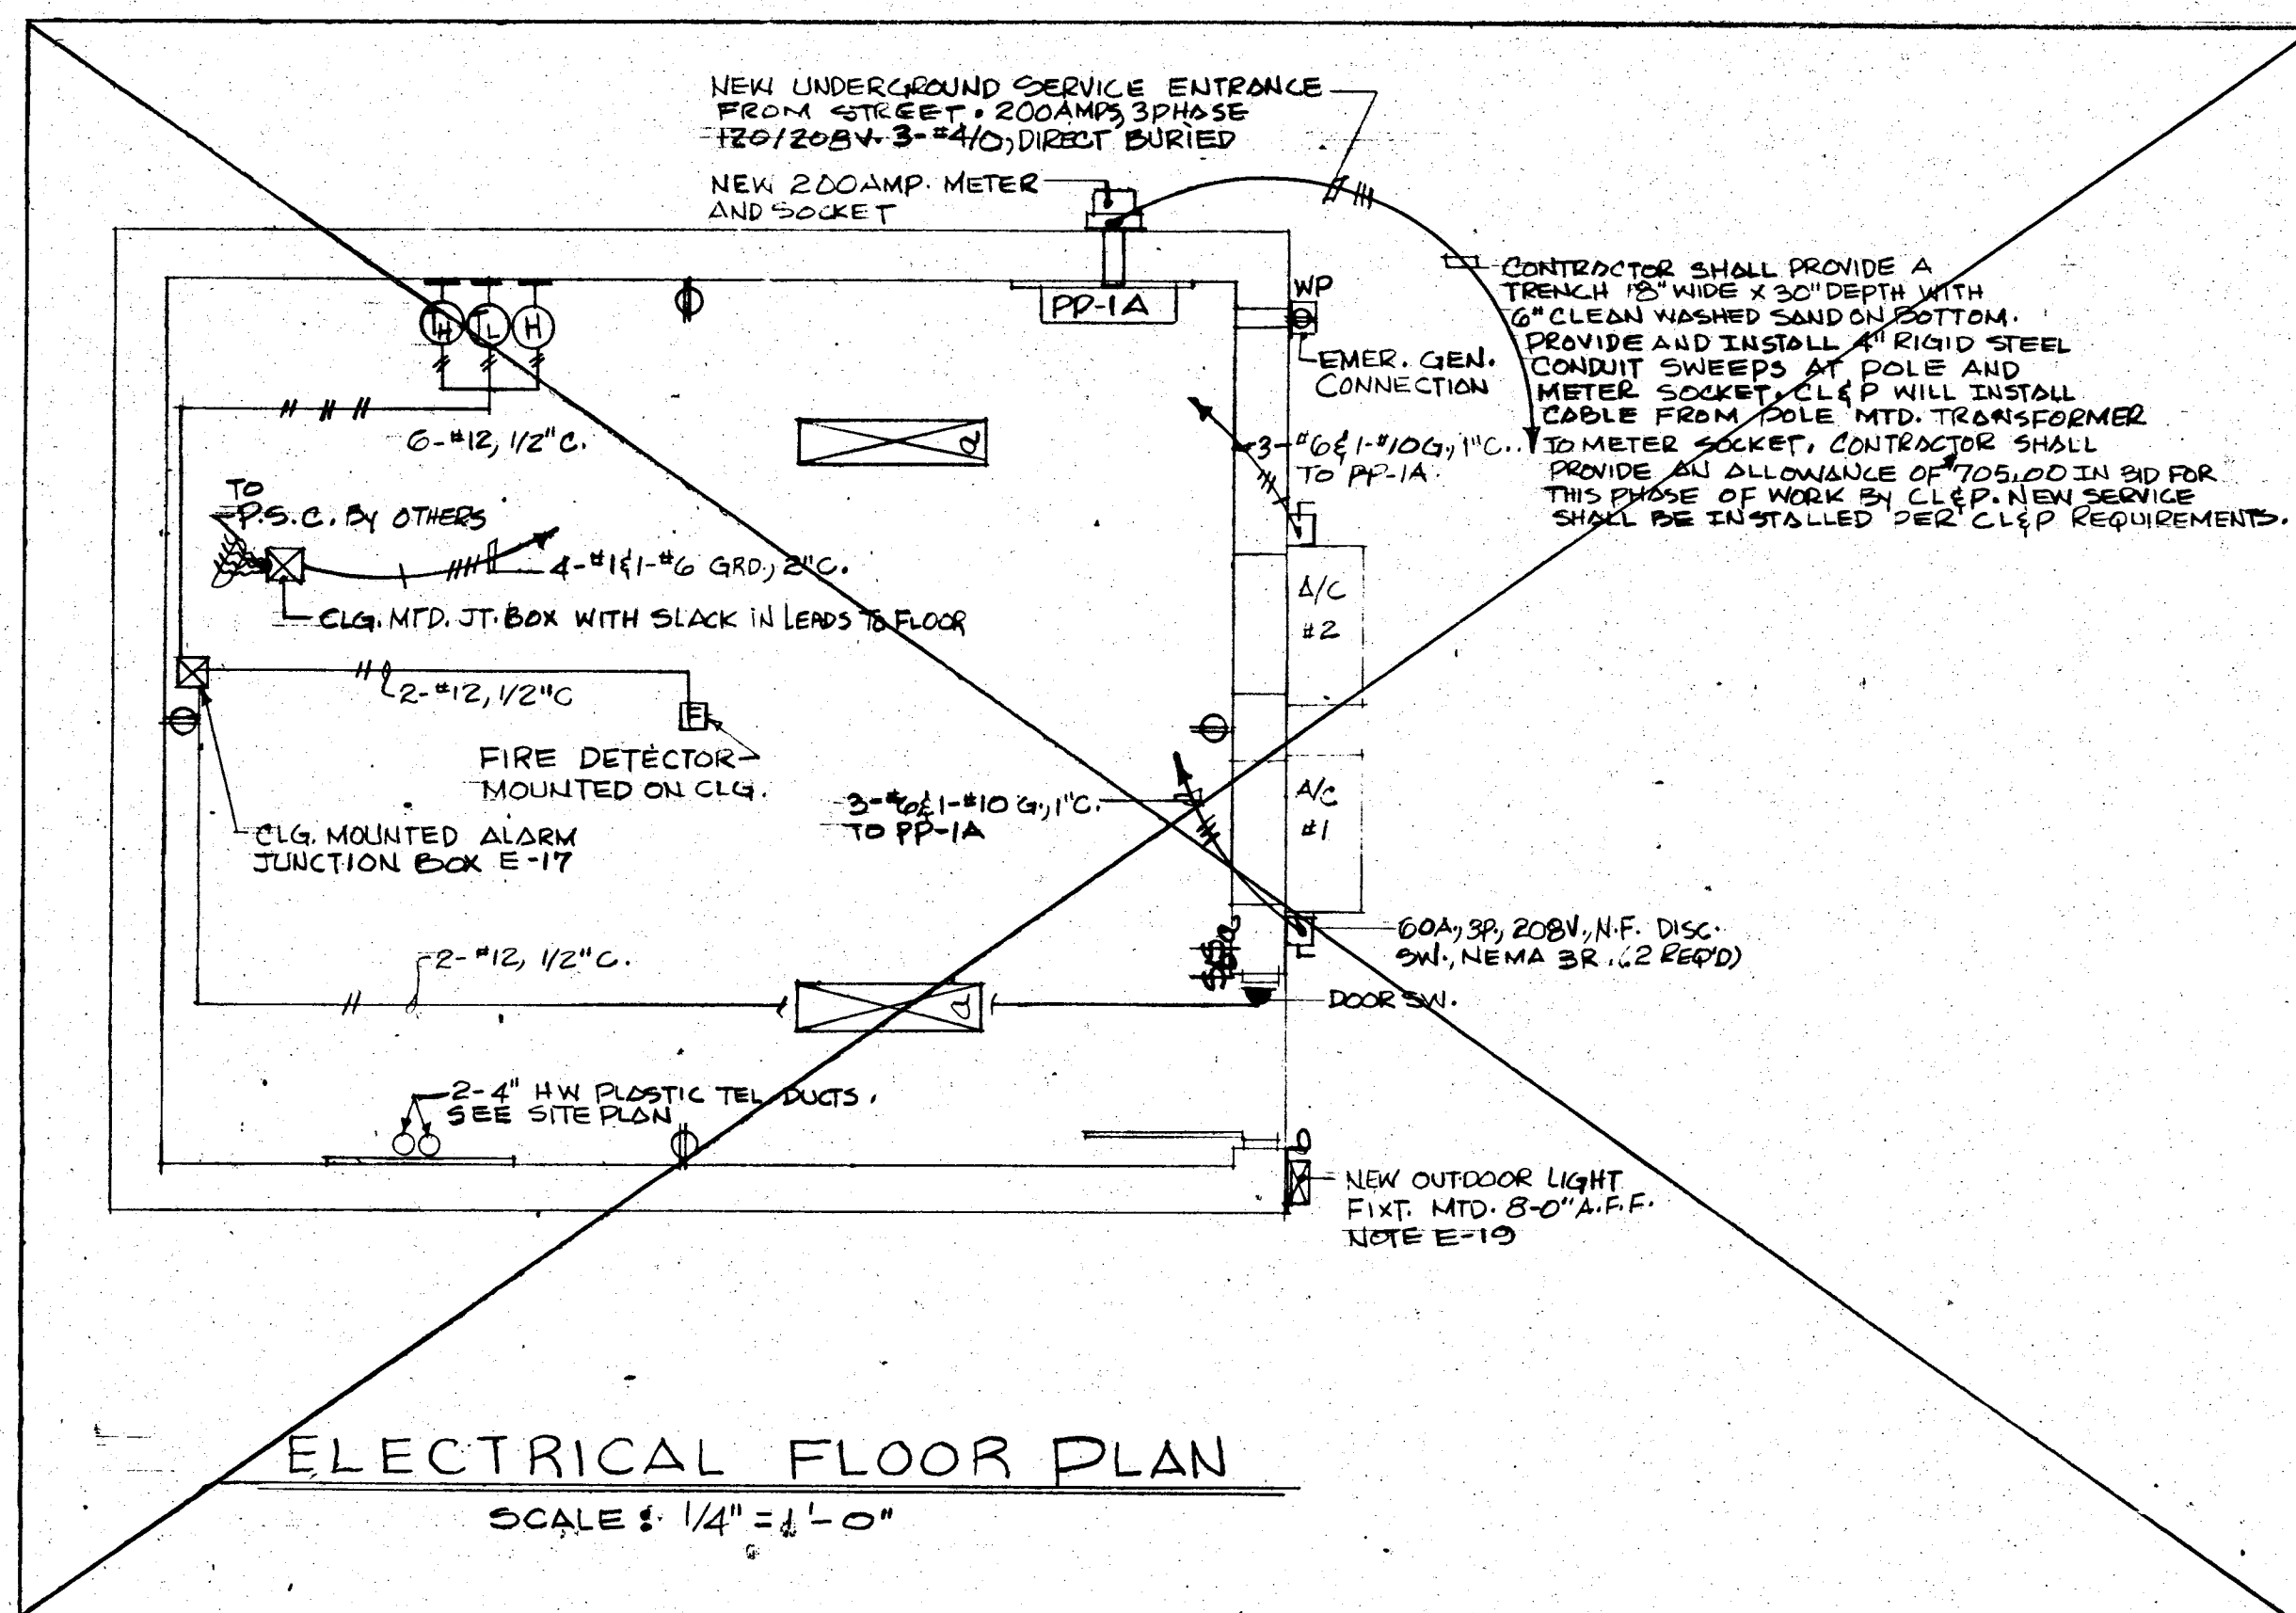 NEW UNDERGROUND SERVICE ENTRANCE
FROM STREET. 200AMPS, 3PHASE
120/208V. 3-#4/0, DIRECT BURIED
NEW 200AMP. METER
AND SOCKET
CONTRACTOR SHALL PROVIDE A
TRENCH 18" WIDE X 30" DEPTH WITH
6" CLEAN WASHED SAND ON BOTTOM.
PROVIDE AND INSTALL 4" RIGID STEEL
CONDUIT SWEEPS AT POLE AND
METER SOCKET. CL&P WILL INSTALL
CABLE FROM POLE MTD. TRANSFORMER
TO METER SOCKET. CONTRACTOR SHALL
PROVIDE AN ALLOWANCE OF $705.00 IN BID FOR
THIS PHASE OF WORK BY CL&P. NEW SERVICE
SHALL BE INSTALLED PER CL&P REQUIREMENTS.
PP-1A
WP
EMER. GEN.
CONNECTION
TH
TL
H
6-#12, 1/2"C.
a
3-#6&1-#10G., 1"C.
TO PP-1A.
TO
P.S.C. BY OTHERS
4-#1&1-#6 GRD., 2"C.
CLG. MTD. JT. BOX WITH SLACK IN LEADS TO FLOOR
A/C
#2
2-#12, 1/2"C
F
FIRE DETECTOR
MOUNTED ON CLG.
3-#6&1-#10 G., 1"C.
TO PP-1A
A/C
#1
CLG. MOUNTED ALARM
JUNCTION BOX E-17
60A., 3P., 208V., N.F. DISC.
SW., NEMA 3R. (2 REQ'D)
2-#12, 1/2"C.
a
DOOR SW.
2-4" HW PLASTIC TEL DUCTS.
SEE SITE PLAN
b
NEW OUTDOOR LIGHT
FIXT. MTD. 8-0" A.F.F.
NOTE E-19
ELECTRICAL FLOOR PLAN
SCALE: 1/4" = 1'-0"